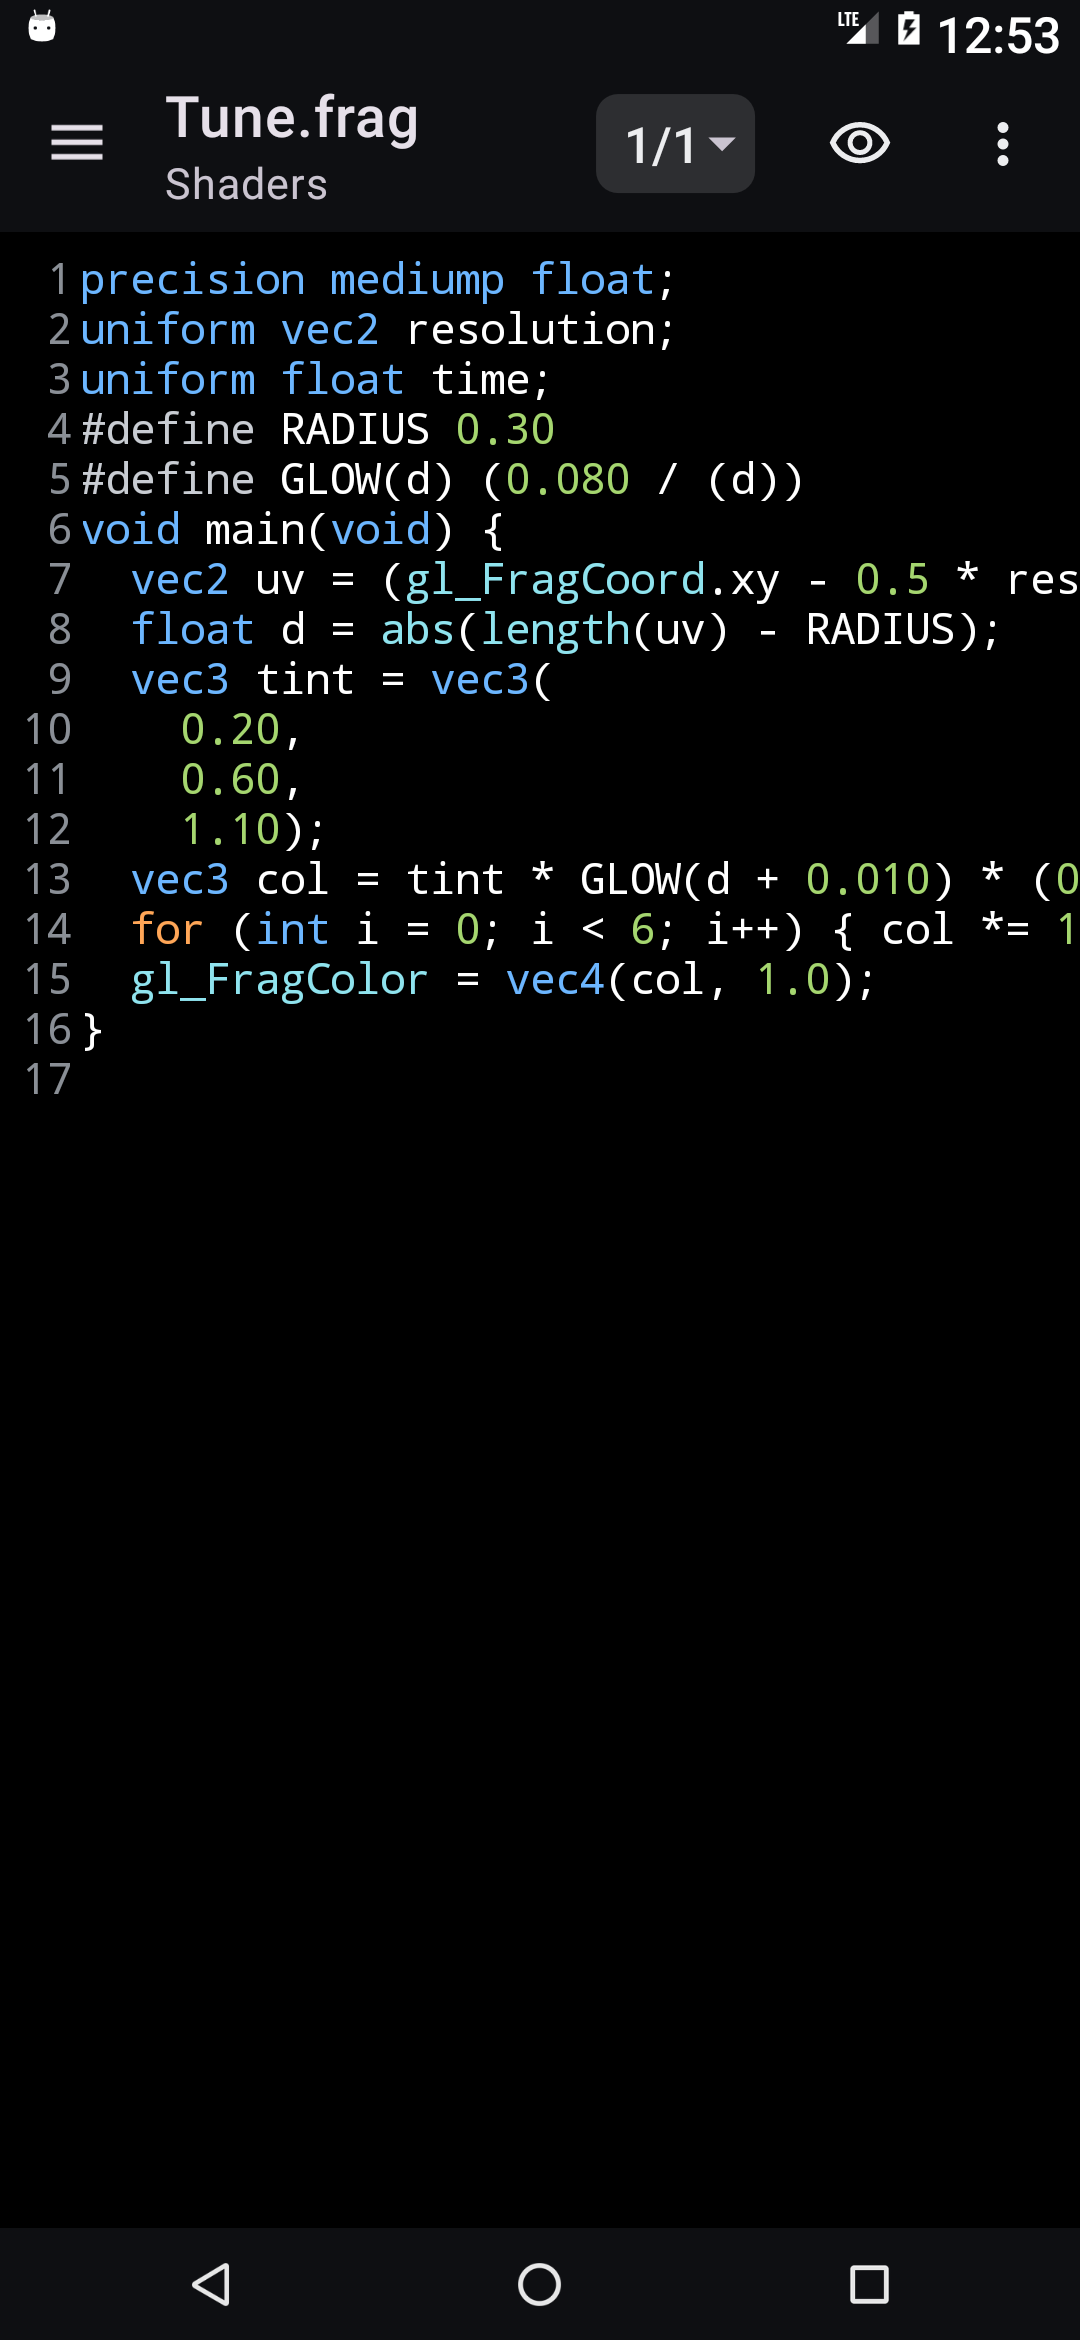 LTE 12:53
Tune.frag
Shaders
1/1
1 precision mediump float;
2 uniform vec2 resolution;
3 uniform float time;
4 #define RADIUS 0.30
5 #define GLOW(d) (0.080 / (d))
6 void main(void) {
7   vec2 uv = (gl_FragCoord.xy - 0.5 * res
8   float d = abs(length(uv) - RADIUS);
9   vec3 tint = vec3(
10     0.20,
11     0.60,
12     1.10);
13   vec3 col = tint * GLOW(d + 0.010) * (0
14   for (int i = 0; i < 6; i++) { col *= 1
15   gl_FragColor = vec4(col, 1.0);
16 }
17